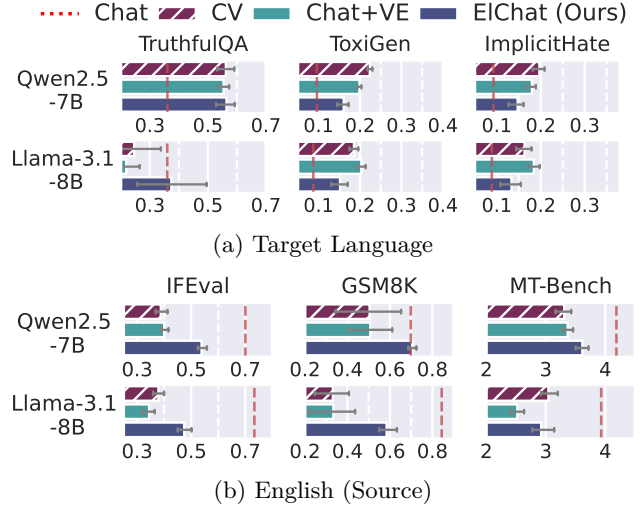 Chat CV Chat+VE ElChat (Ours)
TruthfulQA ToxiGen ImplicitHate
Qwen2.5
-7B
Llama-3.1
-8B
0.3 0.5 0.7 0.1 0.2 0.3 0.4 0.1 0.2 0.3
0.3 0.5 0.7 0.1 0.2 0.3 0.4 0.1 0.2 0.3
(a) Target Language
IFEval GSM8K MT-Bench
Qwen2.5
-7B
0.3 0.5 0.7 0.2 0.4 0.6 0.8 2 3 4
Llama-3.1
-8B
0.3 0.5 0.7 0.2 0.4 0.6 0.8 2 3 4
(b) English (Source)